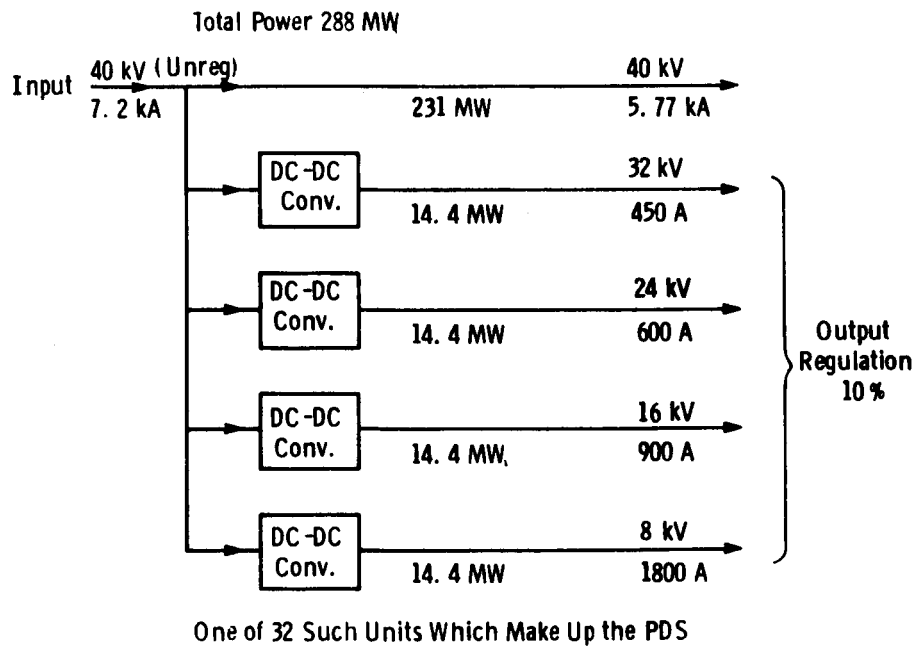 Total Power 288 MW
Input
40 kV (Unreg)
7. 2 kA
231 MW
40 kV
5. 77 kA
DC-DC
Conv.
14. 4 MW
32 kV
450 A
DC-DC
Conv.
14. 4 MW
24 kV
600 A
DC-DC
Conv.
14. 4 MW
16 kV
900 A
DC-DC
Conv.
14. 4 MW
8 kV
1800 A
Output
Regulation
10 %
One of 32 Such Units Which Make Up the PDS